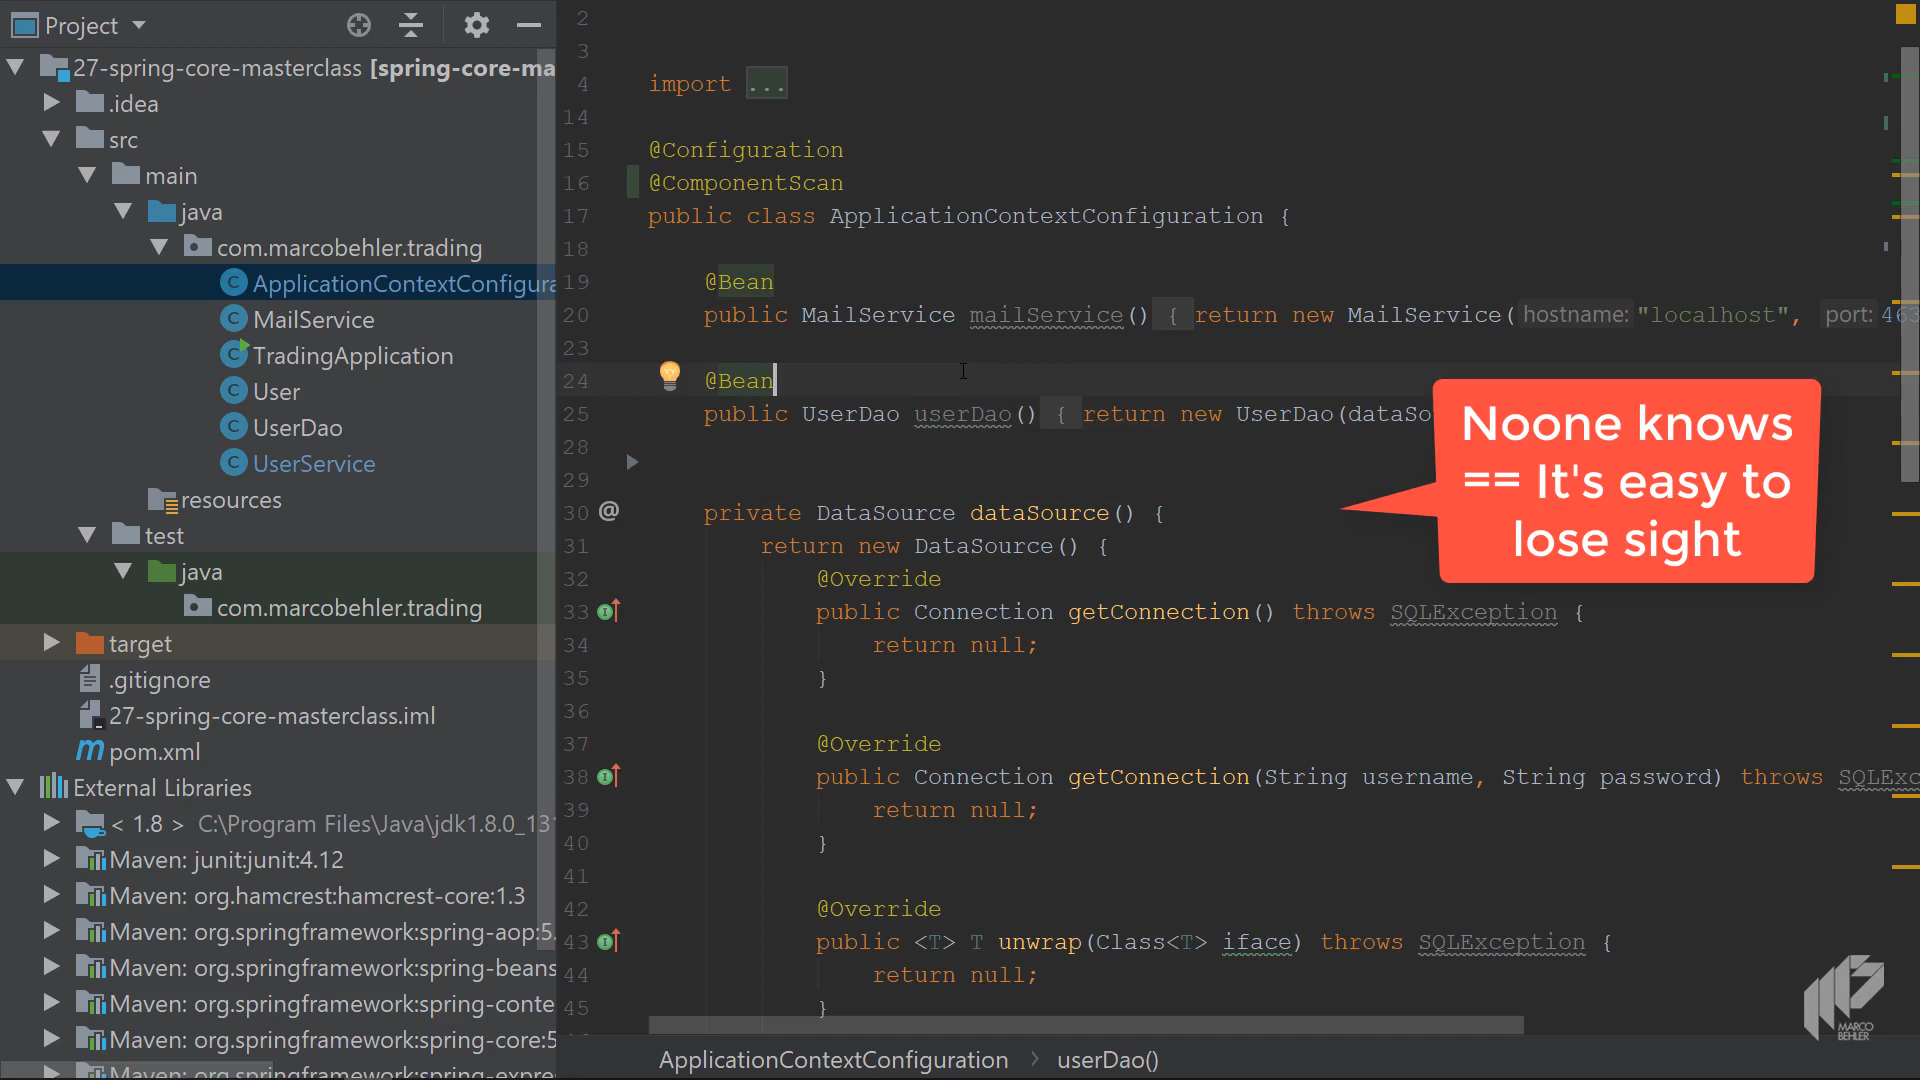 Project
27-spring-core-masterclass [spring-core-ma
.idea
src
main
java
com.marcobehler.trading
ApplicationContextConfigura
MailService
TradingApplication
User
UserDao
UserService
resources
test
java
com.marcobehler.trading
target
.gitignore
27-spring-core-masterclass.iml
pom.xml
External Libraries
< 1.8 > C:\Program Files\Java\jdk1.8.0_131
Maven: junit:junit:4.12
Maven: org.hamcrest:hamcrest-core:1.3
Maven: org.springframework:spring-aop:5.
Maven: org.springframework:spring-beans
Maven: org.springframework:spring-conte
Maven: org.springframework:spring-core:5
Maven: org.springframework:spring-expre
2
3
4 import ...
14
15 @Configuration
16 @ComponentScan
17 public class ApplicationContextConfiguration {
18
19 @Bean
20 public MailService mailService() { return new MailService( hostname: "localhost", port: 463
23
24 @Bean
25 public UserDao userDao() { return new UserDao(dataSo
28
29
30 @ private DataSource dataSource() {
31 return new DataSource() {
32 @Override
33 public Connection getConnection() throws SQLException {
34 return null;
35 }
36
37 @Override
38 public Connection getConnection(String username, String password) throws SQLExc
39 return null;
40 }
41
42 @Override
43 public <T> T unwrap(Class<T> iface) throws SQLException {
44 return null;
45 }
Noone knows
== It's easy to
lose sight
MARCO
BEHLER
ApplicationContextConfiguration > userDao()